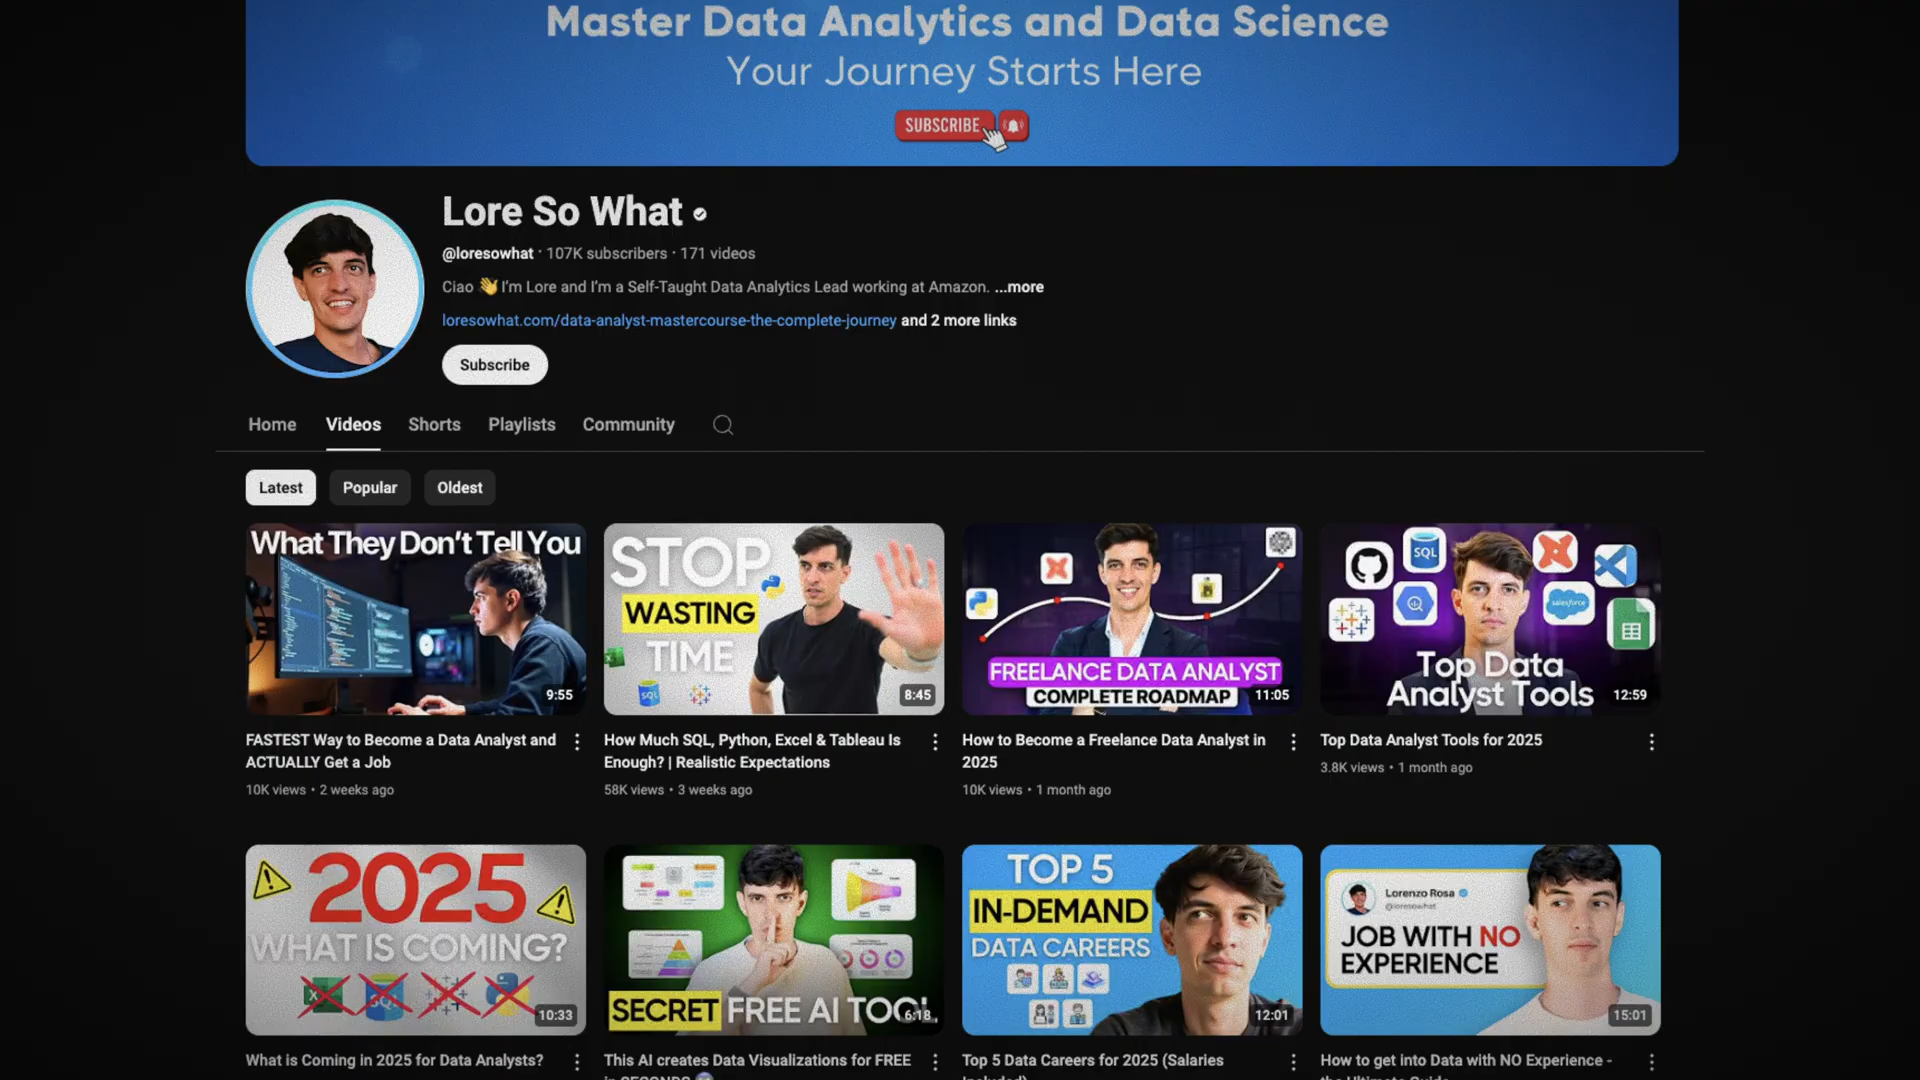 Master Data Analytics and Data Science
Your Journey Starts Here
SUBSCRIBE
Lore So What
@loresowhat · 107K subscribers · 171 videos
Ciao 👋 I'm Lore and I'm a Self-Taught Data Analytics Lead working at Amazon. ...more
loresowhat.com/data-analyst-mastercourse-the-complete-journey and 2 more links
Subscribe
Home Videos Shorts Playlists Community
Latest Popular Oldest
What They Don't Tell You
9:55
STOP
WASTING
TIME
SQL
8:45
FREELANCE DATA ANALYST
COMPLETE ROADMAP
11:05
SQL
salesforce
Top Data
Analyst Tools
12:59
FASTEST Way to Become a Data Analyst and
ACTUALLY Get a Job
10K views • 2 weeks ago
How Much SQL, Python, Excel & Tableau Is
Enough? | Realistic Expectations
58K views • 3 weeks ago
How to Become a Freelance Data Analyst in
2025
10K views • 1 month ago
Top Data Analyst Tools for 2025
3.8K views • 1 month ago
2025
WHAT IS COMING?
10:33
SECRET FREE AI TOOL
6:18
TOP 5
IN-DEMAND
DATA CAREERS
12:01
Lorenzo Rosa
@loresowhat
JOB WITH NO
EXPERIENCE
15:01
What is Coming in 2025 for Data Analysts?
This AI creates Data Visualizations for FREE
in SECONDS
Top 5 Data Careers for 2025 (Salaries
Included)
How to get into Data with NO Experience -
the Ultimate Guide